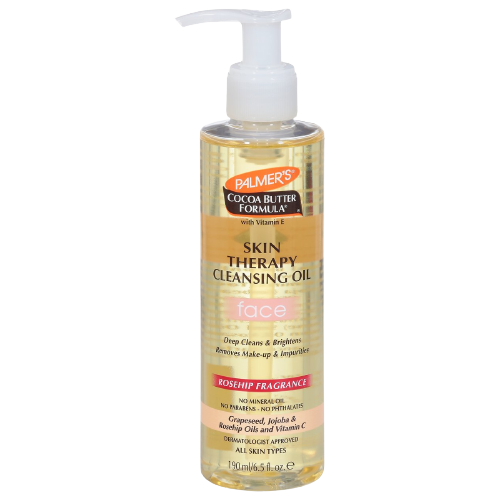 PALMER'S®
COCOA BUTTER
FORMULA®
with Vitamin E
SKIN
THERAPY
CLEANSING OIL
face
Deep Cleans & Brightens
Removes Make-up & Impurities
ROSEHIP FRAGRANCE
NO MINERAL OIL
NO PARABENS - NO PHTHALATES
Grapeseed, Jojoba &
Rosehip Oils and Vitamin C
DERMATOLOGIST APPROVED
ALL SKIN TYPES
190 ml/6.5 fl. oz. ℮